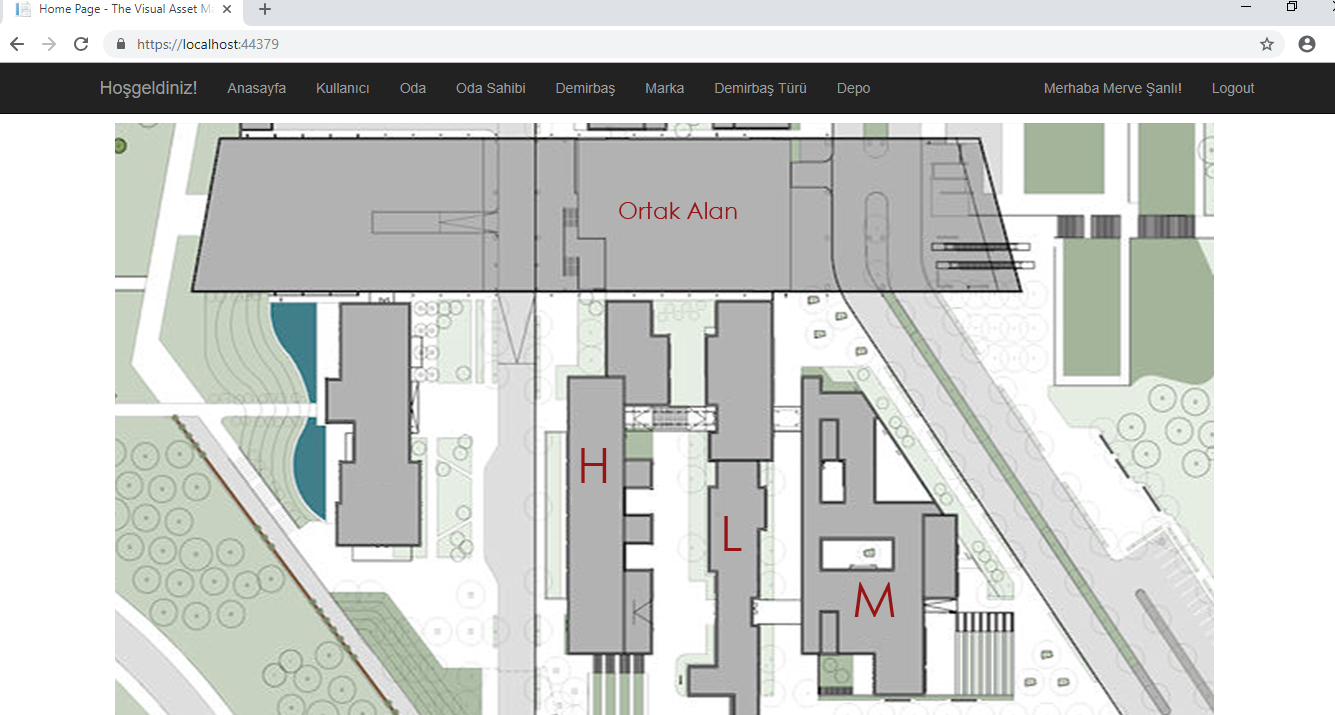 Home Page - The Visual Asset Ma
https://localhost:44379
Hoşgeldiniz! Anasayfa Kullanıcı Oda Oda Sahibi Demirbaş Marka Demirbaş Türü Depo Merhaba Merve Şanlı! Logout
Ortak Alan
H
L
M